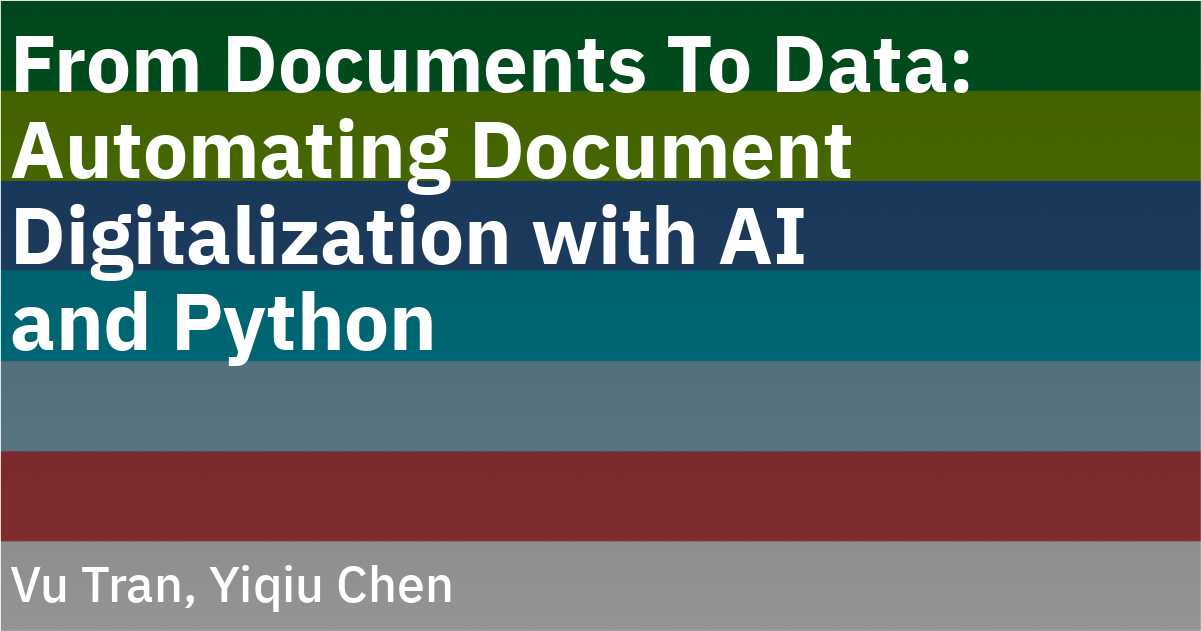 From Documents To Data:
Automating Document
Digitalization with AI
and Python
Vu Tran, Yiqiu Chen